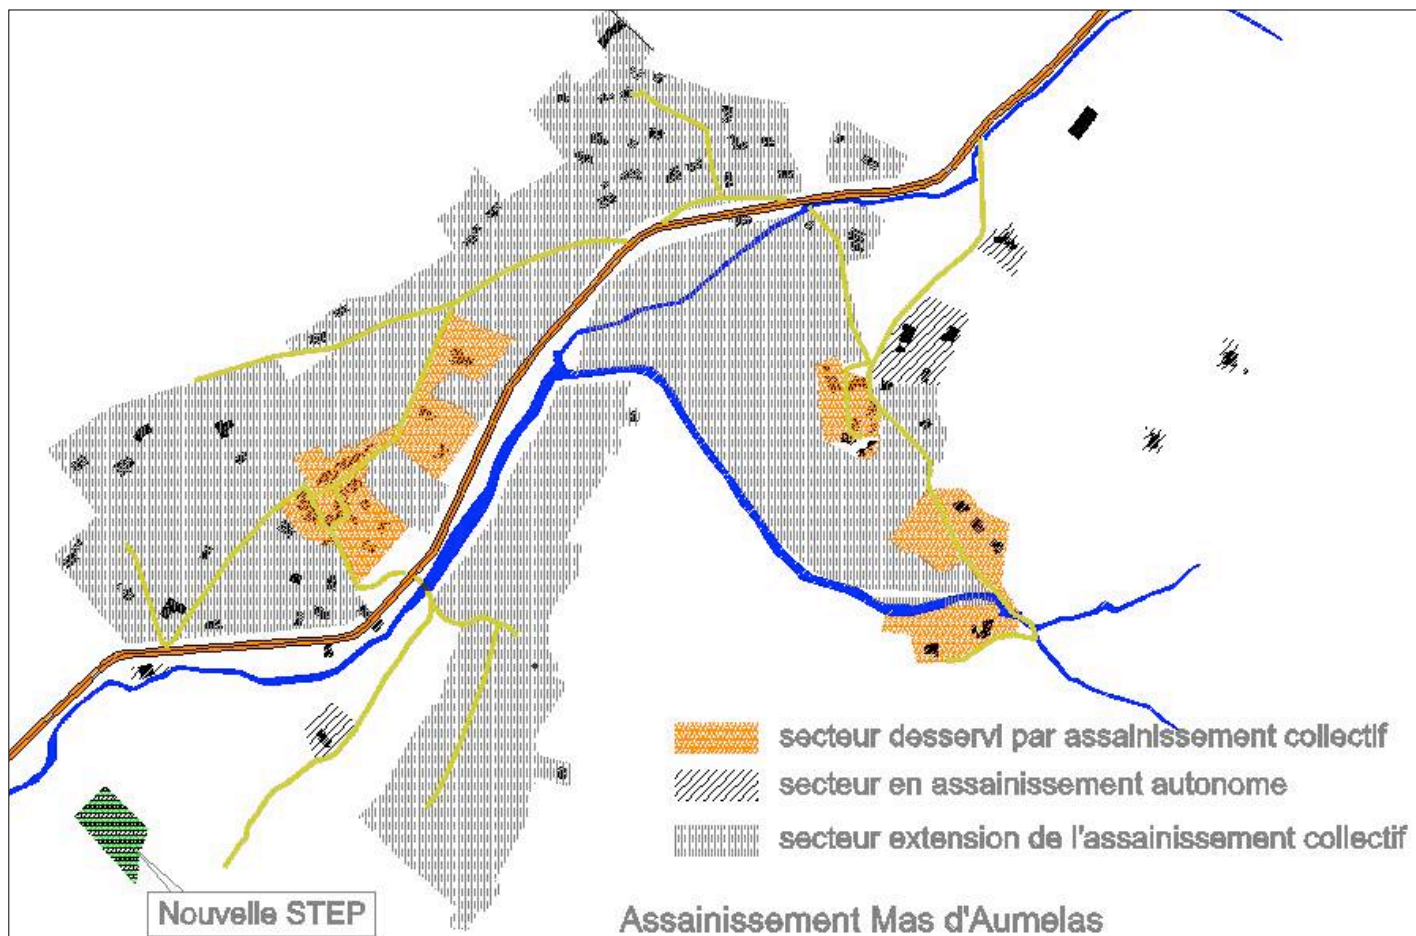 secteur desservi par assainissement collectif
secteur en assainissement autonome
secteur extension de l'assainissement collectif
Nouvelle STEP
Assainissement Mas d'Aumelas